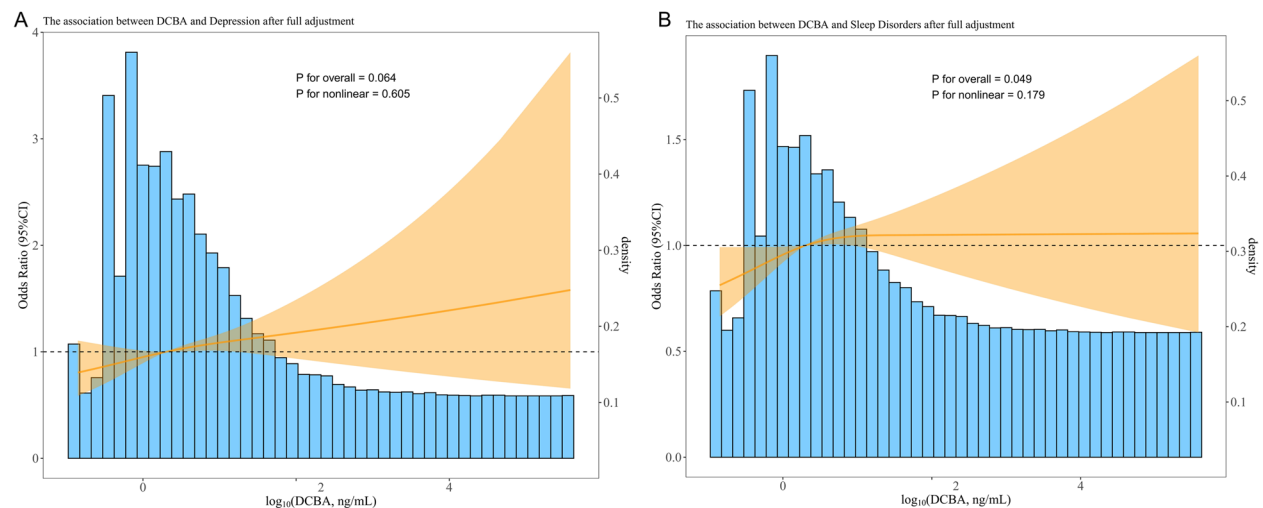 A
The association between DCBA and Depression after full adjustment
P for overall = 0.064
P for nonlinear = 0.605
Odds Ratio (95%CI)
4
3
2
1
0
0.5
0.4
0.3
0.2
0.1
density
0 2 4
log₁₀(DCBA, ng/mL)
B
The association between DCBA and Sleep Disorders after full adjustment
P for overall = 0.049
P for nonlinear = 0.179
Odds Ratio (95%CI)
1.5
1.0
0.5
0.0
0.5
0.4
0.3
0.2
0.1
density
0 2 4
log₁₀(DCBA, ng/mL)